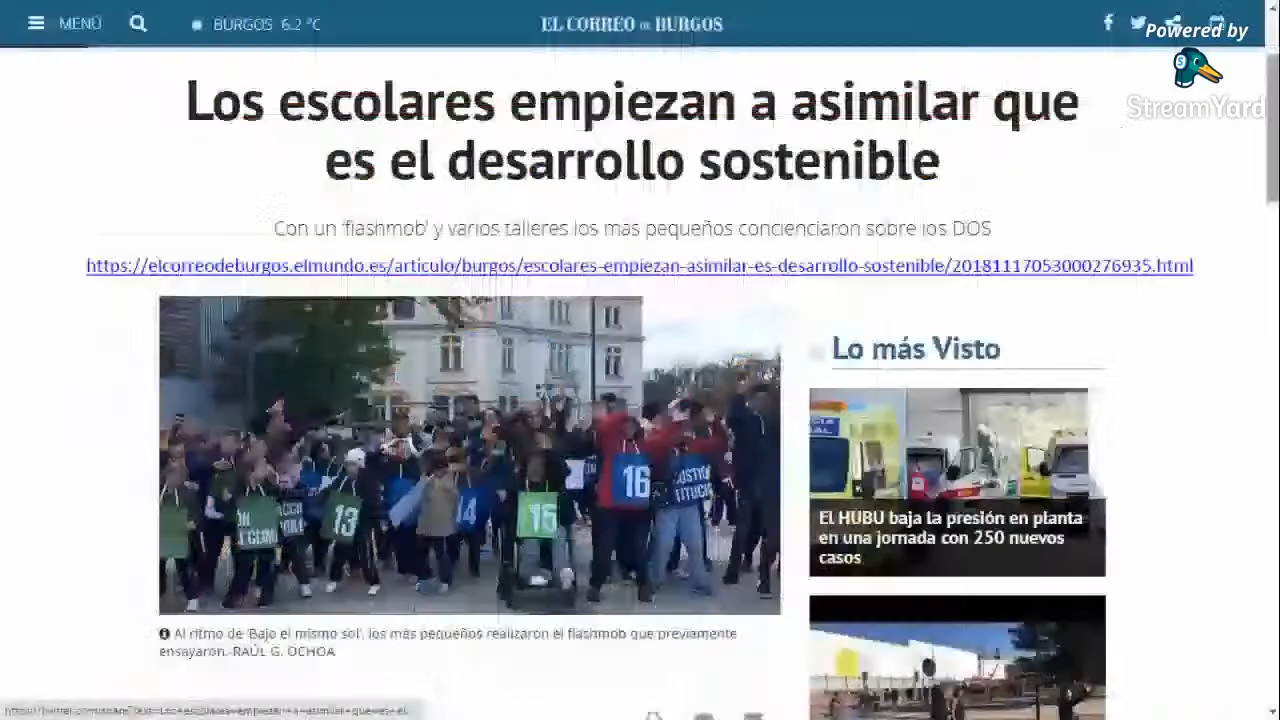 MENÚ
BURGOS 6.2 °C
EL CORREO DE BURGOS
Powered by
StreamYard
Los escolares empiezan a asimilar que
es el desarrollo sostenible
Con un 'flashmob' y varios talleres los más pequeños concienciaron sobre los DOS
https://elcorreodeburgos.elmundo.es/articulo/burgos/escolares-empiezan-asimilar-es-desarrollo-sostenible/20181117053000276935.html
Lo más Visto
13
14
15
16
El HUBU baja la presión en planta
en una jornada con 250 nuevos
casos
Al ritmo de 'Bajo el mismo sol', los más pequeños realizaron el flashmob que previamente
ensayaron.-RAÚL G. OCHOA